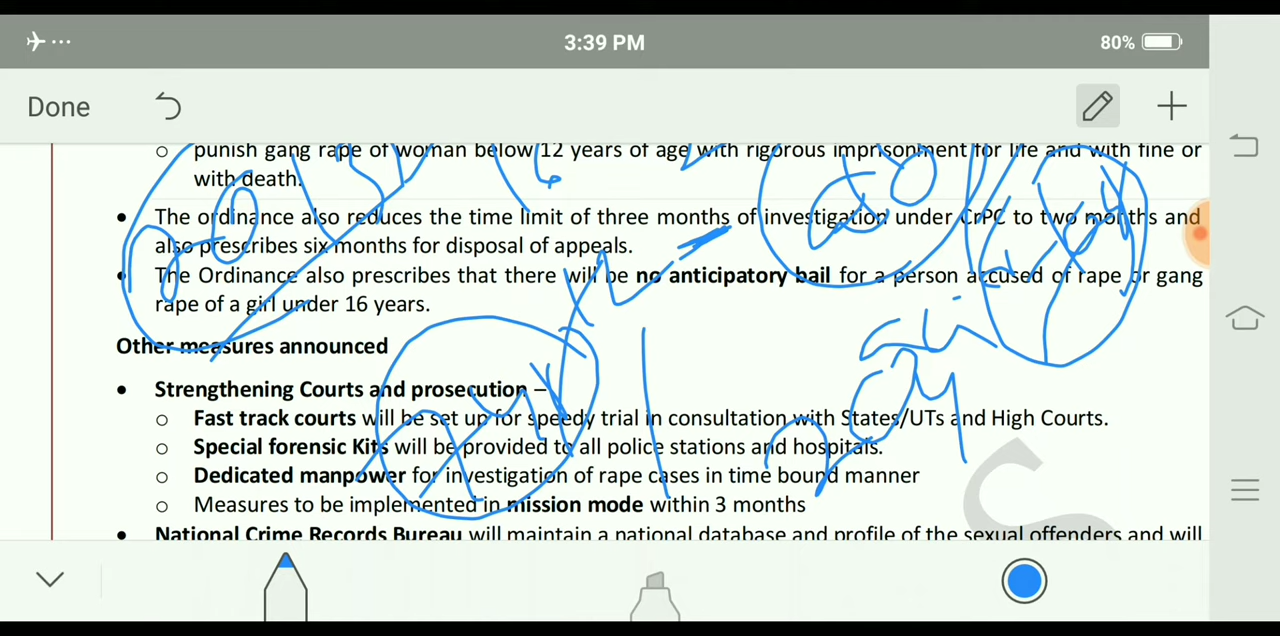 3:39 PM
80%
Done
o punish gang rape of woman below 12 years of age with rigorous imprisonment for life and with fine or
with death.
• The ordinance also reduces the time limit of three months of investigation under CrPC to two months and
also prescribes six months for disposal of appeals.
• The Ordinance also prescribes that there will be no anticipatory bail for a person accused of rape or gang
rape of a girl under 16 years.
Other measures announced
• Strengthening Courts and prosecution –
o Fast track courts will be set up for speedy trial in consultation with States/UTs and High Courts.
o Special forensic Kits will be provided to all police stations and hospitals.
o Dedicated manpower for investigation of rape cases in time bound manner
o Measures to be implemented in mission mode within 3 months
• National Crime Records Bureau will maintain a national database and profile of the sexual offenders and will